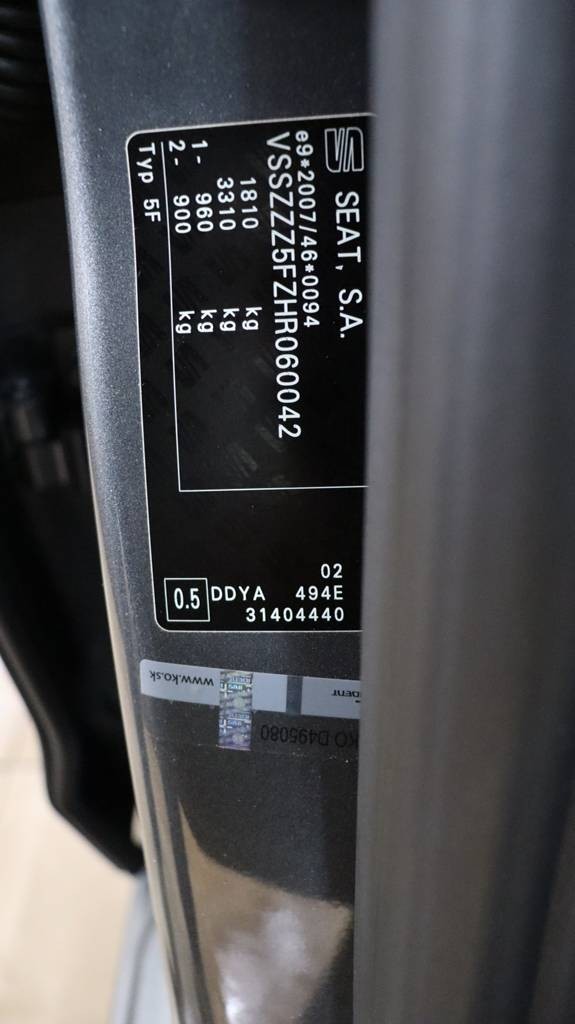 SEAT, S.A.
e9*2007/46*0094
VSSZZZ5FZHR060042
1810 kg
3310 kg
1- 960 kg
2- 900 kg
Typ 5F
02
0.5 DDYA 494E
31404440
www.ko.sk
KO D495080